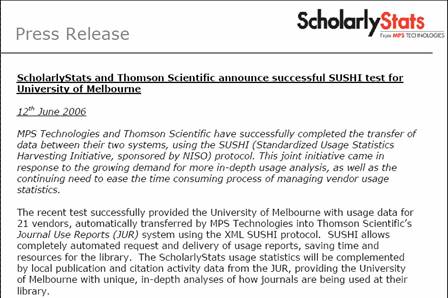 Press Release
ScholarlyStats
From MPS TECHNOLOGIES
ScholarlyStats and Thomson Scientific announce successful SUSHI test for
University of Melbourne
12th June 2006
MPS Technologies and Thomson Scientific have successfully completed the transfer of
data between their two systems, using the SUSHI (Standardized Usage Statistics
Harvesting Initiative, sponsored by NISO) protocol. This joint initiative came in
response to the growing demand for more in-depth usage analysis, as well as the
continuing need to ease the time consuming process of managing vendor usage
statistics.
The recent test successfully provided the University of Melbourne with usage data for
21 vendors, automatically transferred by MPS Technologies into Thomson Scientific's
Journal Use Reports (JUR) system using the XML SUSHI protocol. SUSHI allows
completely automated request and delivery of usage reports, saving time and
resources for the library. The ScholarlyStats usage statistics will be complemented
by local publication and citation activity data from the JUR, providing the University
of Melbourne with unique, in-depth analyses of how journals are being used at their
library.